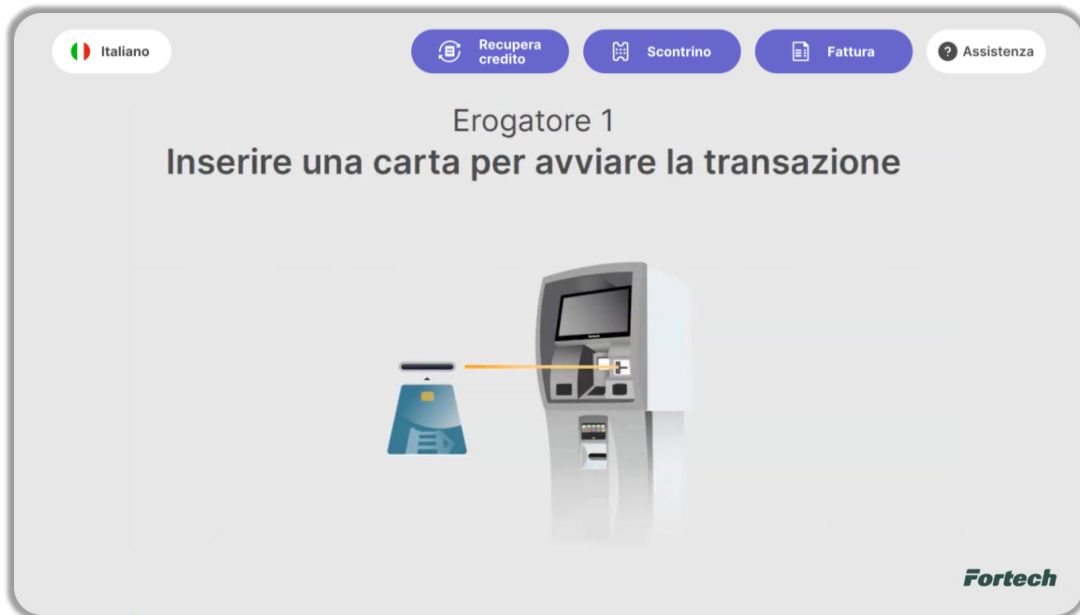 Italiano
Recupera
credito
Scontrino
Fattura
? Assistenza
Erogatore 1
Inserire una carta per avviare la transazione
Fortech